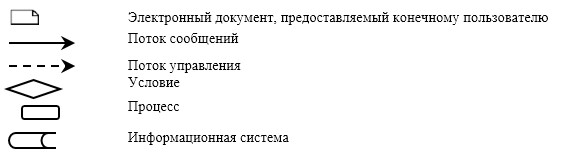 Электронный документ, предоставляемый конечному пользователю
Поток сообщений
Поток управления
Условие
Процесс
Информационная система